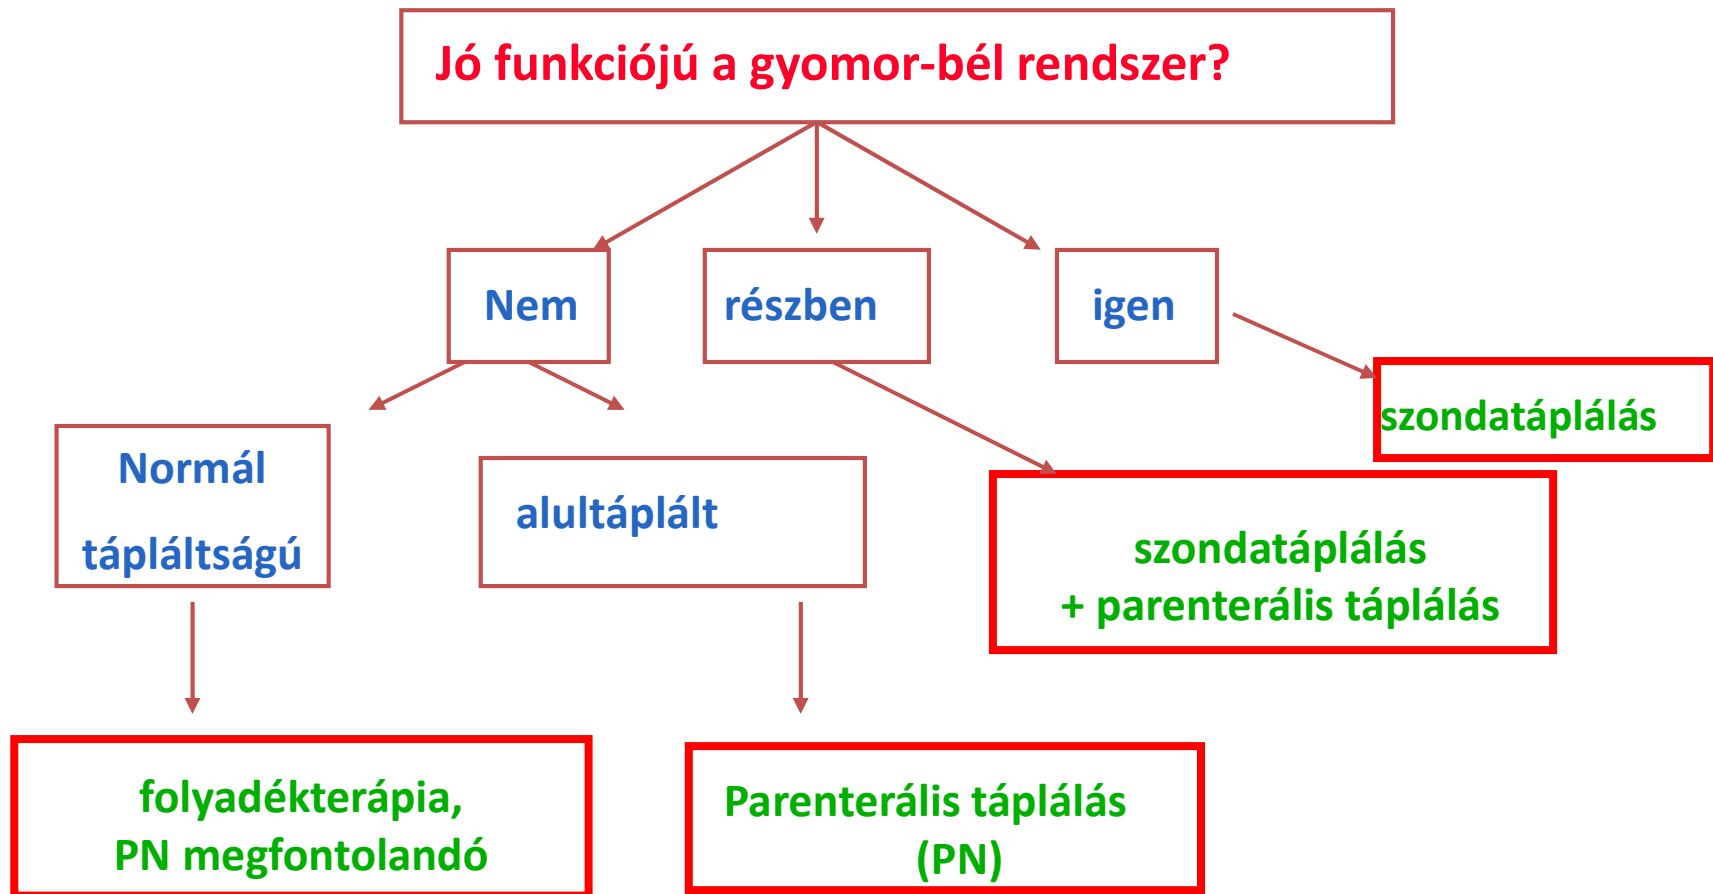 Jó funkciójú a gyomor-bél rendszer?
Nem
részben
igen
szondatáplálás
Normál
tápláltságú
alultáplált
szondatáplálás
+ parenterális táplálás
folyadékterápia,
PN megfontolandó
Parenterális táplálás
(PN)